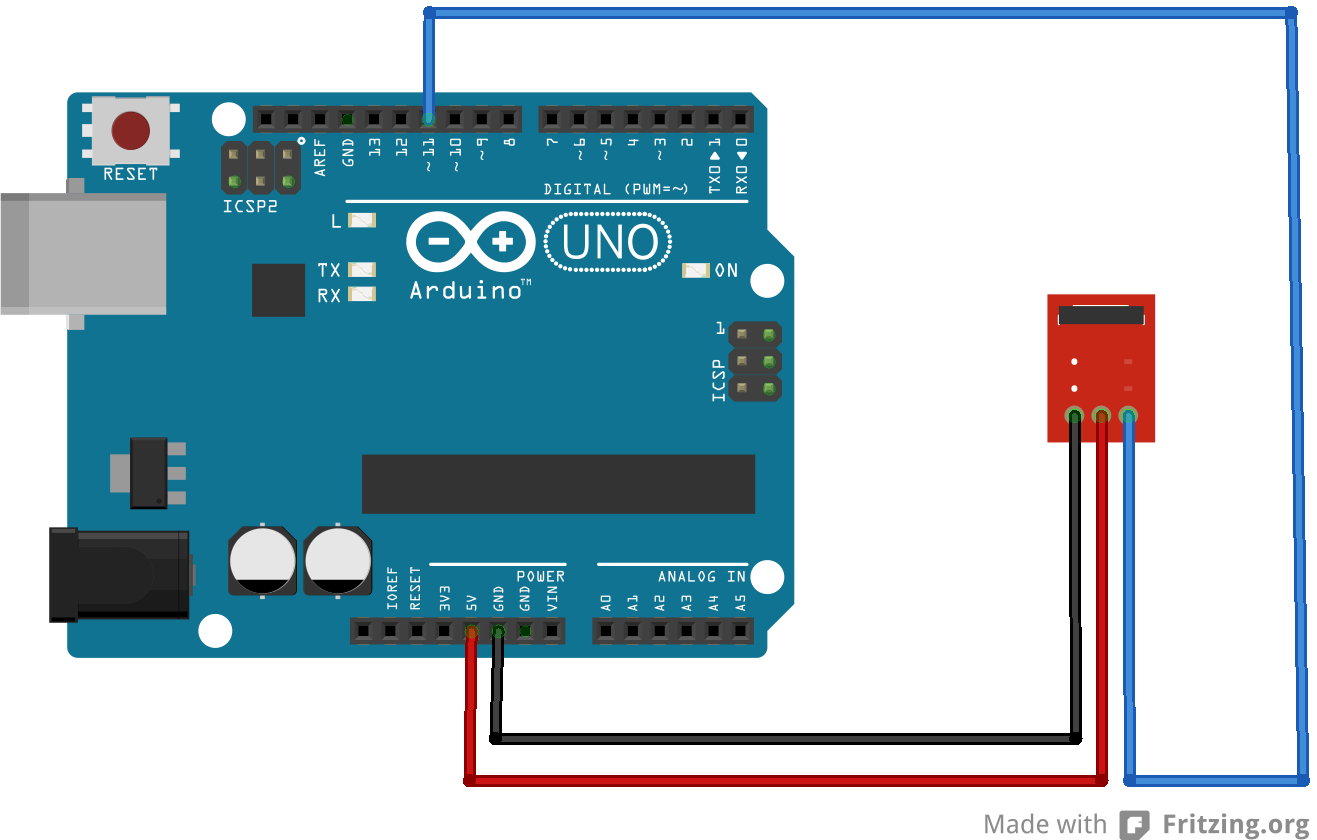 RESET
ICSP2
AREF
GND
13
12
~11
~10
~9
8
7
~6
~5
4
~3
2
TX0▶1
RX0◀0
DIGITAL (PWM=~)
L
TX
RX
UNO
Arduino™
ON
1
ICSP
IOREF
RESET
3V3
5V
GND
GND
VIN
POWER
ANALOG IN
A0
A1
A2
A3
A4
A5
Made with Fritzing.org